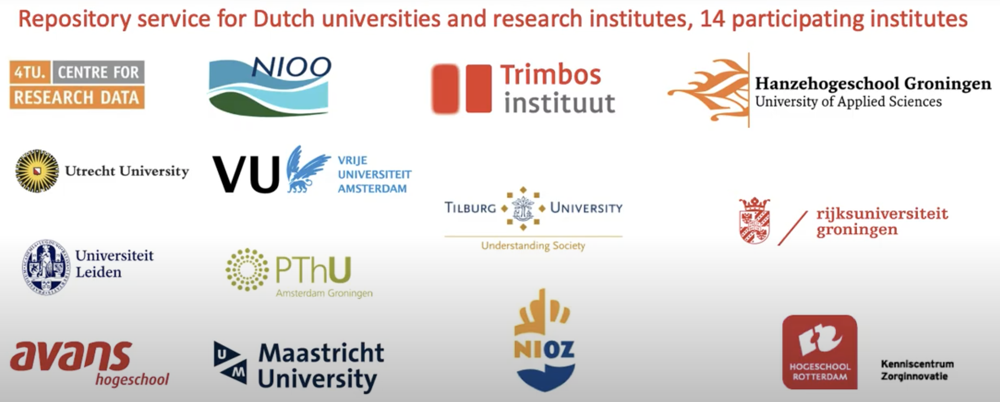 Repository service for Dutch universities and research institutes, 14 participating institutes
4TU. CENTRE FOR
RESEARCH DATA
NIOO
Trimbos
instituut
Hanzehogeschool Groningen
University of Applied Sciences
Utrecht University
VU
VRIJE
UNIVERSITEIT
AMSTERDAM
TILBURG UNIVERSITY
Understanding Society
rijksuniversiteit
groningen
Universiteit
Leiden
PThU
Amsterdam Groningen
NIOZ
avans
hogeschool
U
M
Maastricht
University
HOGESCHOOL
ROTTERDAM
Kenniscentrum
Zorginnovatie